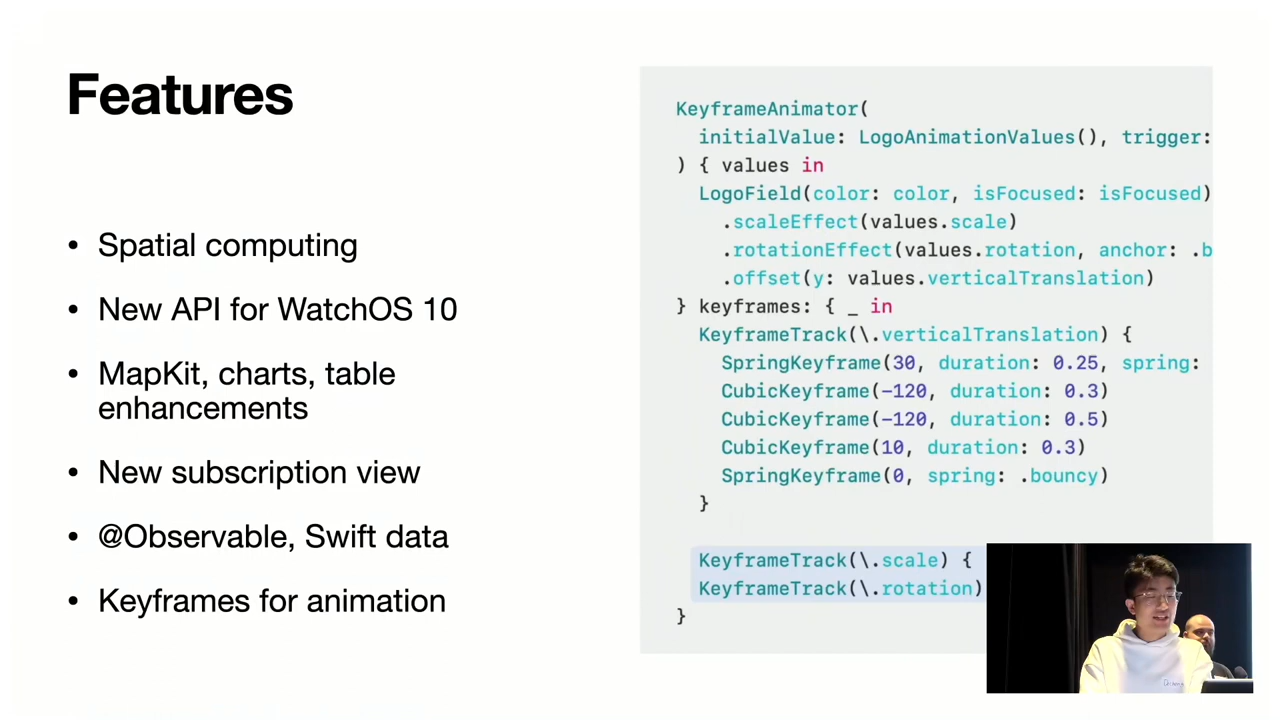 Features
• Spatial computing
• New API for WatchOS 10
• MapKit, charts, table
enhancements
• New subscription view
• @Observable, Swift data
• Keyframes for animation
KeyframeAnimator(
initialValue: LogoAnimationValues(), trigger:
) { values in
LogoField(color: color, isFocused: isFocused)
.scaleEffect(values.scale)
.rotationEffect(values.rotation, anchor: .b
.offset(y: values.verticalTranslation)
} keyframes: { _ in
KeyframeTrack(\.verticalTranslation) {
SpringKeyframe(30, duration: 0.25, spring:
CubicKeyframe(-120, duration: 0.3)
CubicKeyframe(-120, duration: 0.5)
CubicKeyframe(10, duration: 0.3)
SpringKeyframe(0, spring: .bouncy)
}
KeyframeTrack(\.scale) {
KeyframeTrack(\.rotation)
}